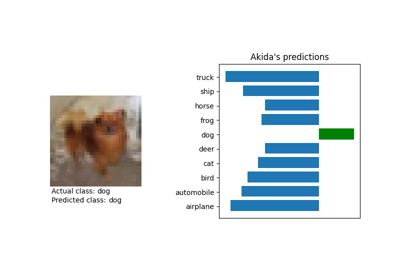 Akida's predictions
truck
ship
horse
frog
dog
deer
cat
bird
automobile
airplane
Actual class: dog
Predicted class: dog